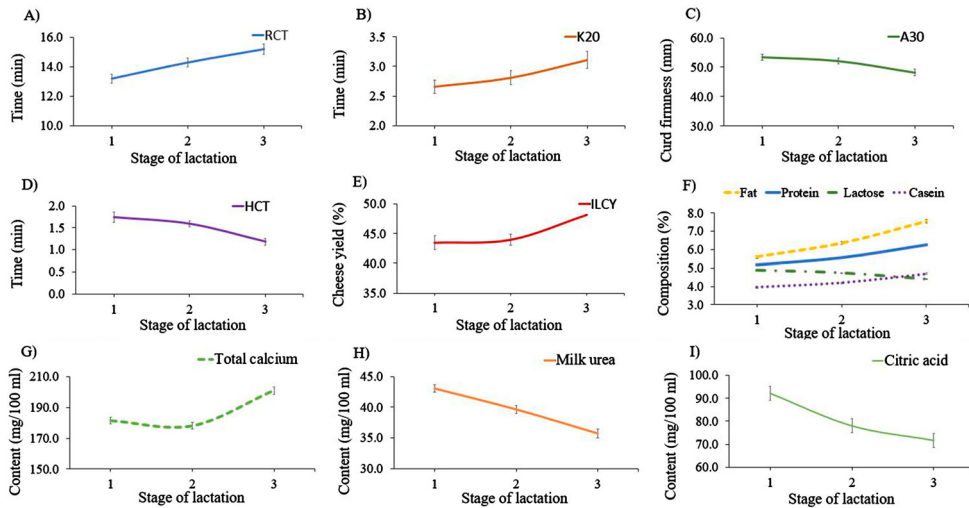 A)
RCT
Time (min)
16.0
14.0
12.0
10.0
1 2 3
Stage of lactation
B)
K20
Time (min)
3.5
3.0
2.5
2.0
1 2 3
Stage of lactation
C)
A30
Curd firmness (mm)
60.0
50.0
40.0
30.0
1 2 3
Stage of lactation
D)
HCT
Time (min)
2.0
1.5
1.0
0.5
0.0
1 2 3
Stage of lactation
E)
ILCY
Cheese yield (%)
50.0
45.0
40.0
35.0
1 2 3
Stage of lactation
F)
Fat Protein Lactose Casein
Composition (%)
8.0
7.0
6.0
5.0
4.0
3.0
1 2 3
Stage of lactation
G)
Total calcium
Content (mg/100 ml)
210.0
190.0
170.0
150.0
1 2 3
Stage of lactation
H)
Milk urea
Content (mg/100 ml)
45.0
40.0
35.0
30.0
1 2 3
Stage of lactation
I)
Citric acid
Content (mg/100 ml)
100.0
90.0
80.0
70.0
60.0
1 2 3
Stage of lactation